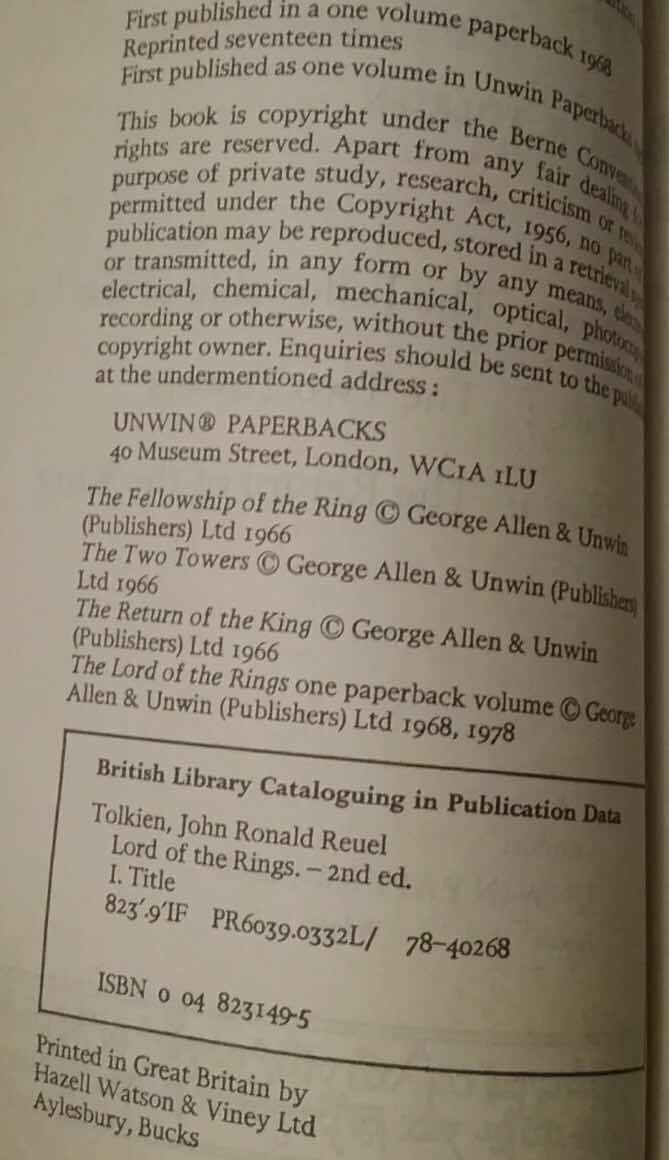 First published in a one volume paperback 1968
Reprinted seventeen times
First published as one volume in Unwin Paperbacks
This book is copyright under the Berne
rights are reserved. Apart from any fair dealing
purpose of private study, research, criticism or
permitted under the Copyright Act, 1956, no part
publication may be reproduced, stored in a retrieval
or transmitted, in any form or by any means,
electrical, chemical, mechanical, optical,
recording or otherwise, without the prior permission
copyright owner. Enquiries should be sent to the
at the undermentioned address :
UNWIN® PAPERBACKS
40 Museum Street, London, WC1A 1LU
The Fellowship of the Ring © George Allen & Unwin
(Publishers) Ltd 1966
The Two Towers © George Allen & Unwin (Publishers)
Ltd 1966
The Return of the King © George Allen & Unwin
(Publishers) Ltd 1966
The Lord of the Rings one paperback volume © George
Allen & Unwin (Publishers) Ltd 1968, 1978
British Library Cataloguing in Publication Data
Tolkien, John Ronald Reuel
Lord of the Rings. – 2nd ed.
I. Title
823'.9'IF PR6039.0332L/ 78–40268
ISBN 0 04 823149-5
Printed in Great Britain by
Hazell Watson & Viney Ltd
Aylesbury, Bucks